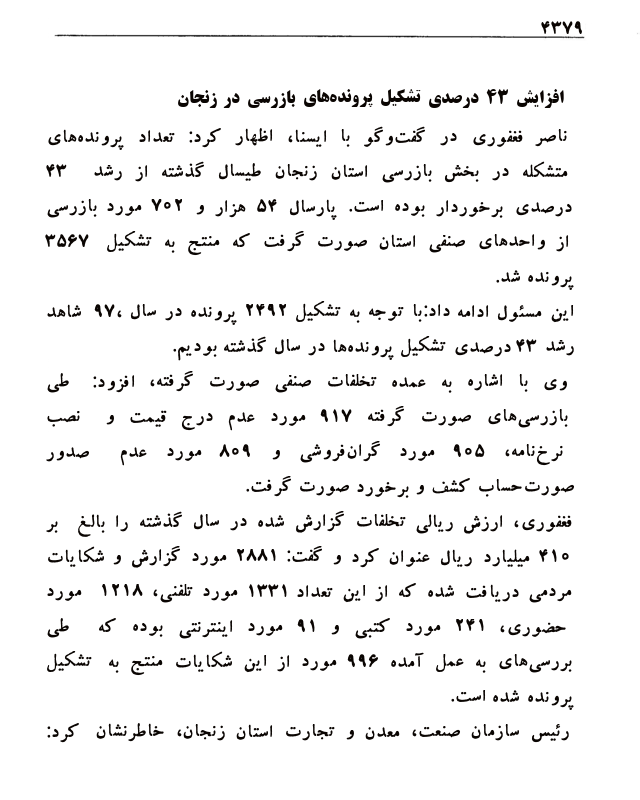 ۴۳۷۹
افزایش ۴۳ درصدی تشکیل پرونده‌های بازرسی در زنجان
ناصر فغفوری در گفت‌وگو با ایسنا، اظهار کرد: تعداد پرونده‌های
متشکله در بخش بازرسی استان زنجان طیسال گذشته از رشد ۴۳
درصدی برخوردار بوده است. پارسال ۵۴ هزار و ۷۰۲ مورد بازرسی
از واحدهای صنفی استان صورت گرفت که منتج به تشکیل ۳۵۶۷
پرونده شد.
این مسئول ادامه داد:با توجه به تشکیل ۲۴۹۲ پرونده در سال ،۹۷ شاهد
رشد ۴۳ درصدی تشکیل پرونده‌ها در سال گذشته بودیم.
وی با اشاره به عمده تخلفات صنفی صورت گرفته، افزود: طی
بازرسی‌های صورت گرفته ۹۱۷ مورد عدم درج قیمت و نصب
نرخ‌نامه، ۹۰۵ مورد گران‌فروشی و ۸۰۹ مورد عدم صدور
صورت‌حساب کشف و برخورد صورت گرفت.
فغفوری، ارزش ریالی تخلفات گزارش شده در سال گذشته را بالغ بر
۴۱۰ میلیارد ریال عنوان کرد و گفت: ۲۸۸۱ مورد گزارش و شکایات
مردمی دریافت شده که از این تعداد ۱۳۳۱ مورد تلفنی، ۱۲۱۸ مورد
حضوری، ۲۴۱ مورد کتبی و ۹۱ مورد اینترنتی بوده که طی
بررسی‌های به عمل آمده ۹۹۶ مورد از این شکایات منتج به تشکیل
پرونده شده است.
رئیس سازمان صنعت، معدن و تجارت استان زنجان، خاطرنشان کرد: